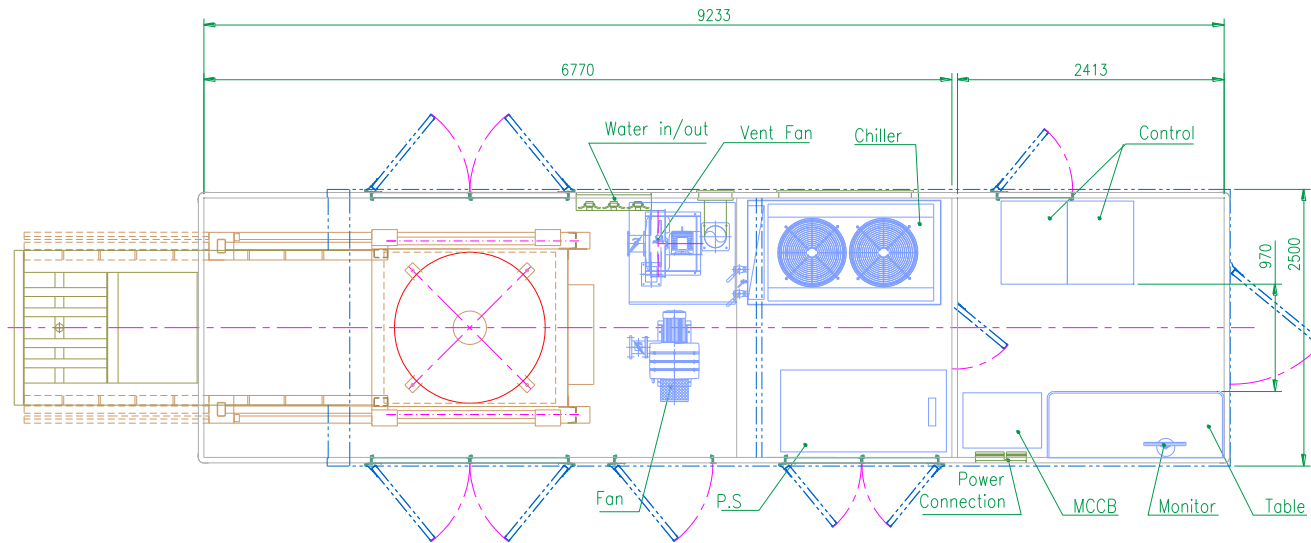 9233
6770
2413
Water in/out
Vent Fan
Chiller
Control
970
2500
Fan
P.S
Power
Connection
MCCB
Monitor
Table